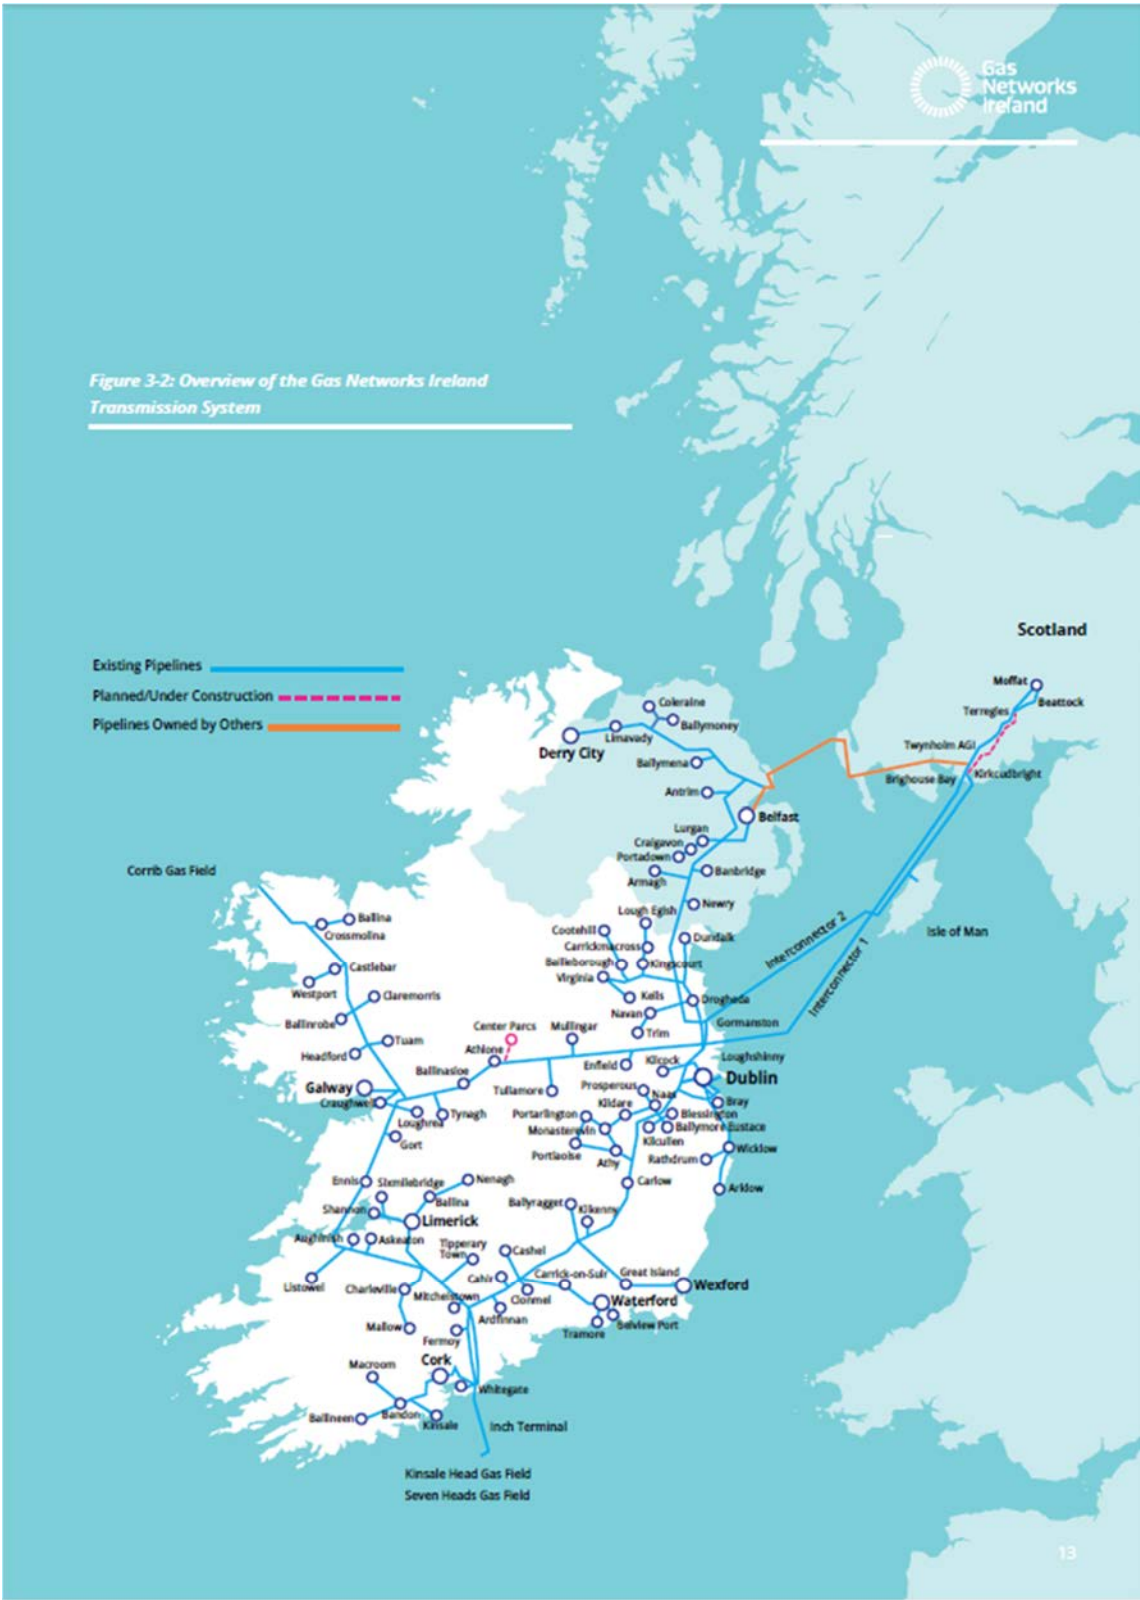 Gas
Networks
Ireland
Figure 3-2: Overview of the Gas Networks Ireland
Transmission System
Scotland
Existing Pipelines
Planned/Under Construction
Pipelines Owned by Others
Moffat
Beattock
Terregles
Twynholm AGI
Brighouse Bay
Kirkcudbright
Coleraine
Ballymoney
Limavady
Derry City
Ballymena
Antrim
Belfast
Lurgan
Craigavon
Portadown
Banbridge
Armagh
Corrib Gas Field
Newry
Lough Egish
Ballina
Crossmolina
Cootehill
Dundalk
Isle of Man
Interconnector 2
Interconnector 1
Carrickmacross
Bailieborough
Kingscourt
Castlebar
Virginia
Westport
Claremorris
Kells
Drogheda
Navan
Ballinrobe
Gormanston
Center Parcs
Mullingar
Trim
Tuam
Athlone
Headford
Enfield
Kilcock
Loughshinny
Ballinasloe
Dublin
Galway
Tullamore
Prosperous
Naas
Craughwell
Kildare
Bray
Loughrea
Tynagh
Portarlington
Blessington
Monasterevin
Ballymore Eustace
Gort
Kilcullen
Portlaoise
Wicklow
Athy
Rathdrum
Ennis
Sixmilebridge
Nenagh
Carlow
Arklow
Ballina
Ballyragget
Shannon
Kilkenny
Limerick
Aughinish
Askeaton
Tipperary
Town
Cashel
Listowel
Charleville
Cahir
Carrick-on-Suir
Great Island
Wexford
Mitchelstown
Clonmel
Waterford
Ardfinnan
Mallow
Belview Port
Fermoy
Tramore
Cork
Macroom
Whitegate
Ballineen
Bandon
Kinsale
Inch Terminal
Kinsale Head Gas Field
Seven Heads Gas Field
13